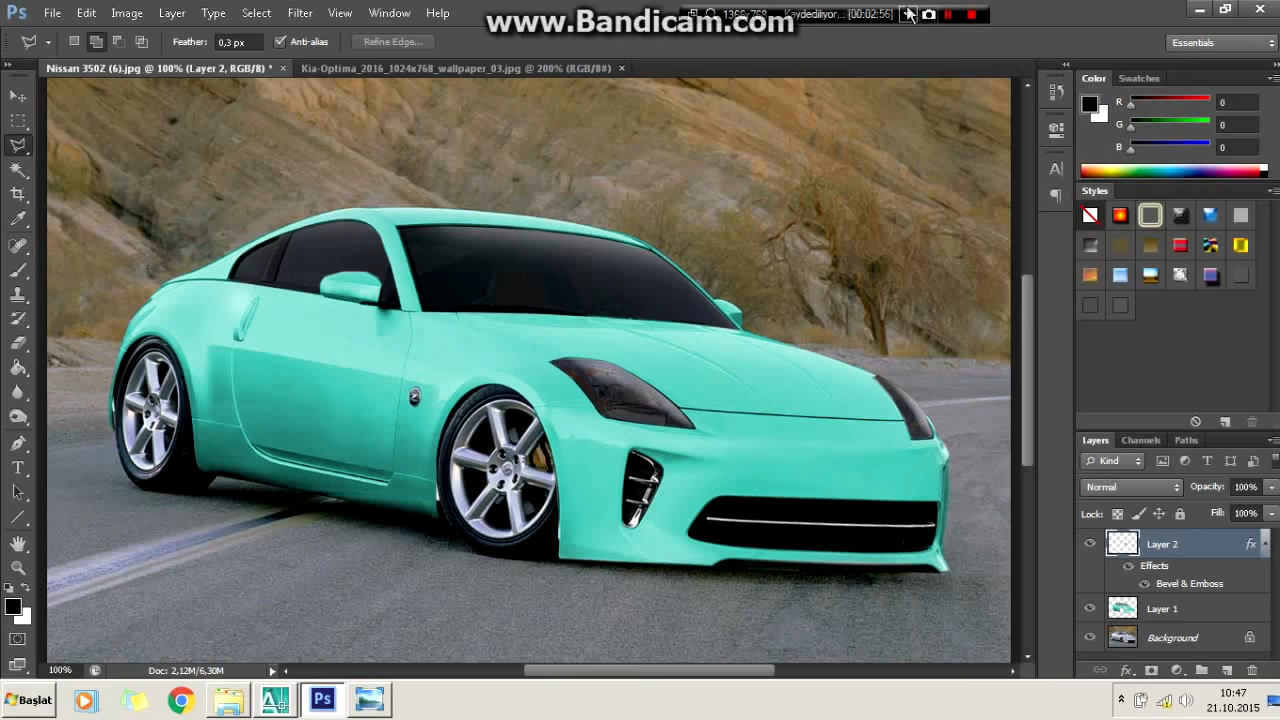 Ps File Edit Image Layer Type Select Filter 3D View Window Help
1366x768 Kaydediliyor... [00:02:56]
www.Bandicam.com
Feather: 0,3 px Anti-alias Refine Edge... Essentials
Nissan 350Z (6).jpg @ 100% (Layer 2, RGB/8) * Kia-Optima_2016_1024x768_wallpaper_03.jpg @ 200% (RGB/8#)
Color Swatches
R 0
G 0
B 0
Styles
Layers Channels Paths
Kind
Normal Opacity: 100%
Lock: Fill: 100%
Layer 2 fx
Effects
Bevel & Emboss
Layer 1
Background
100% Doc: 2,12M/6,30M
Başlat Ps 10:47
21.10.2015